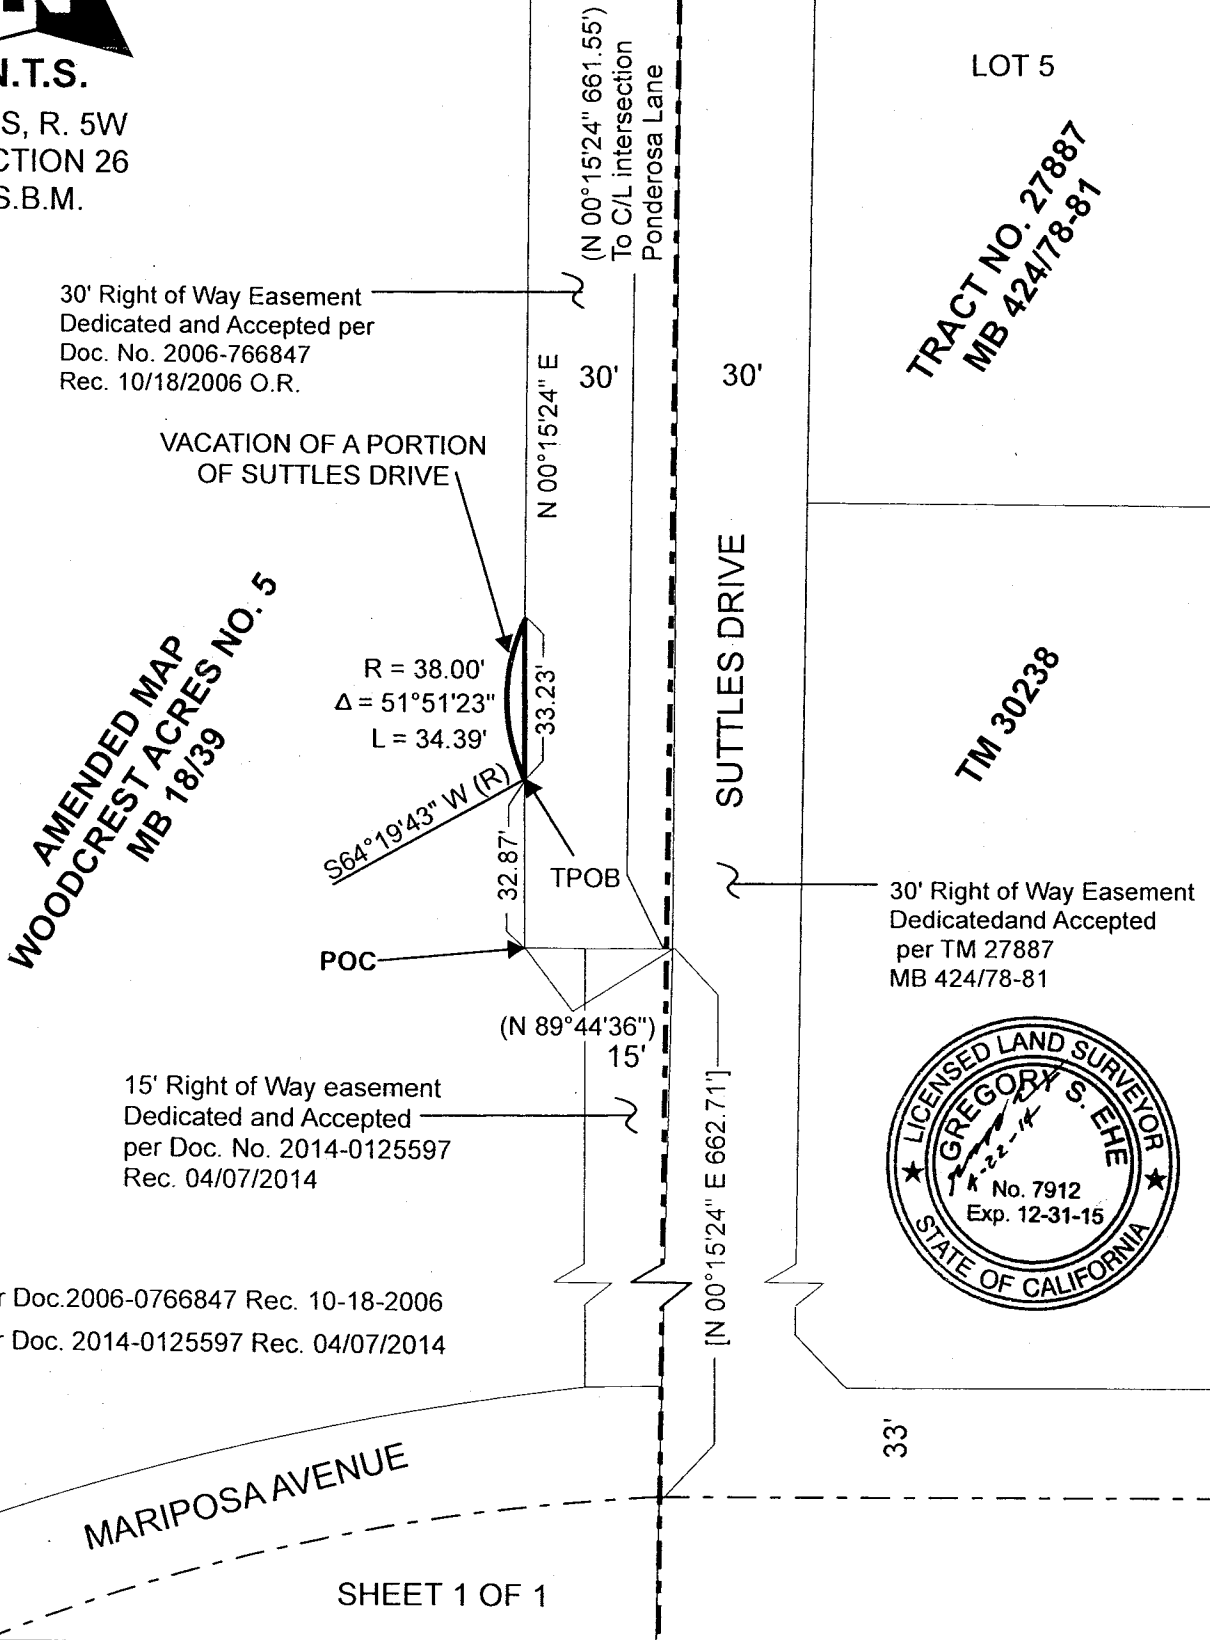 N.T.S.
S, R. 5W
CTION 26
S.B.M.
(N 00°15'24" 661.55')
To C/L intersection
Ponderosa Lane
LOT 5
TRACT NO. 27887
MB 424/78-81
30' Right of Way Easement
Dedicated and Accepted per
Doc. No. 2006-766847
Rec. 10/18/2006 O.R.
N 00°15'24" E
30'
30'
VACATION OF A PORTION
OF SUTTLES DRIVE
AMENDED MAP
WOODCREST ACRES NO. 5
MB 18/39
R = 38.00'
Δ = 51°51'23"
L = 34.39'
33.23'
SUTTLES DRIVE
TM 30238
S64°19'43" W (R)
32.87'
TPOB
POC
30' Right of Way Easement
Dedicatedand Accepted
per TM 27887
MB 424/78-81
(N 89°44'36")
15'
15' Right of Way easement
Dedicated and Accepted
per Doc. No. 2014-0125597
Rec. 04/07/2014
[N 00°15'24" E 662.71']
LICENSED LAND SURVEYOR
GREGORY S. EHE
No. 7912
Exp. 12-31-15
STATE OF CALIFORNIA
r Doc.2006-0766847 Rec. 10-18-2006
r Doc. 2014-0125597 Rec. 04/07/2014
33'
MARIPOSA AVENUE
SHEET 1 OF 1